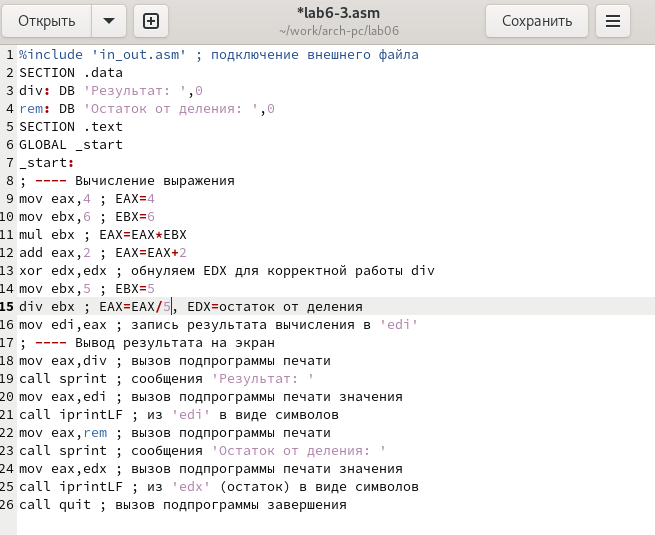 Открыть
*lab6-3.asm
~/work/arch-pc/lab06
Сохранить
1 %include 'in_out.asm' ; подключение внешнего файла
2 SECTION .data
3 div: DB 'Результат: ',0
4 rem: DB 'Остаток от деления: ',0
5 SECTION .text
6 GLOBAL _start
7 _start:
8 ; ---- Вычисление выражения
9 mov eax,4 ; EAX=4
10 mov ebx,6 ; EBX=6
11 mul ebx ; EAX=EAX*EBX
12 add eax,2 ; EAX=EAX+2
13 xor edx,edx ; обнуляем EDX для корректной работы div
14 mov ebx,5 ; EBX=5
15 div ebx ; EAX=EAX/5, EDX=остаток от деления
16 mov edi,eax ; запись результата вычисления в 'edi'
17 ; ---- Вывод результата на экран
18 mov eax,div ; вызов подпрограммы печати
19 call sprint ; сообщения 'Результат: '
20 mov eax,edi ; вызов подпрограммы печати значения
21 call iprintLF ; из 'edi' в виде символов
22 mov eax,rem ; вызов подпрограммы печати
23 call sprint ; сообщения 'Остаток от деления: '
24 mov eax,edx ; вызов подпрограммы печати значения
25 call iprintLF ; из 'edx' (остаток) в виде символов
26 call quit ; вызов подпрограммы завершения